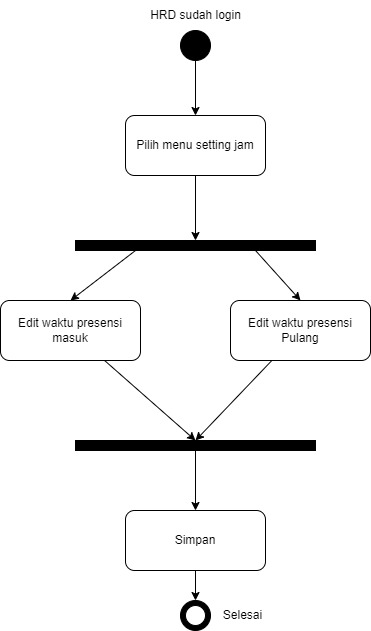 HRD sudah login
Pilih menu setting jam
Edit waktu presensi
masuk
Edit waktu presensi
Pulang
Simpan
Selesai